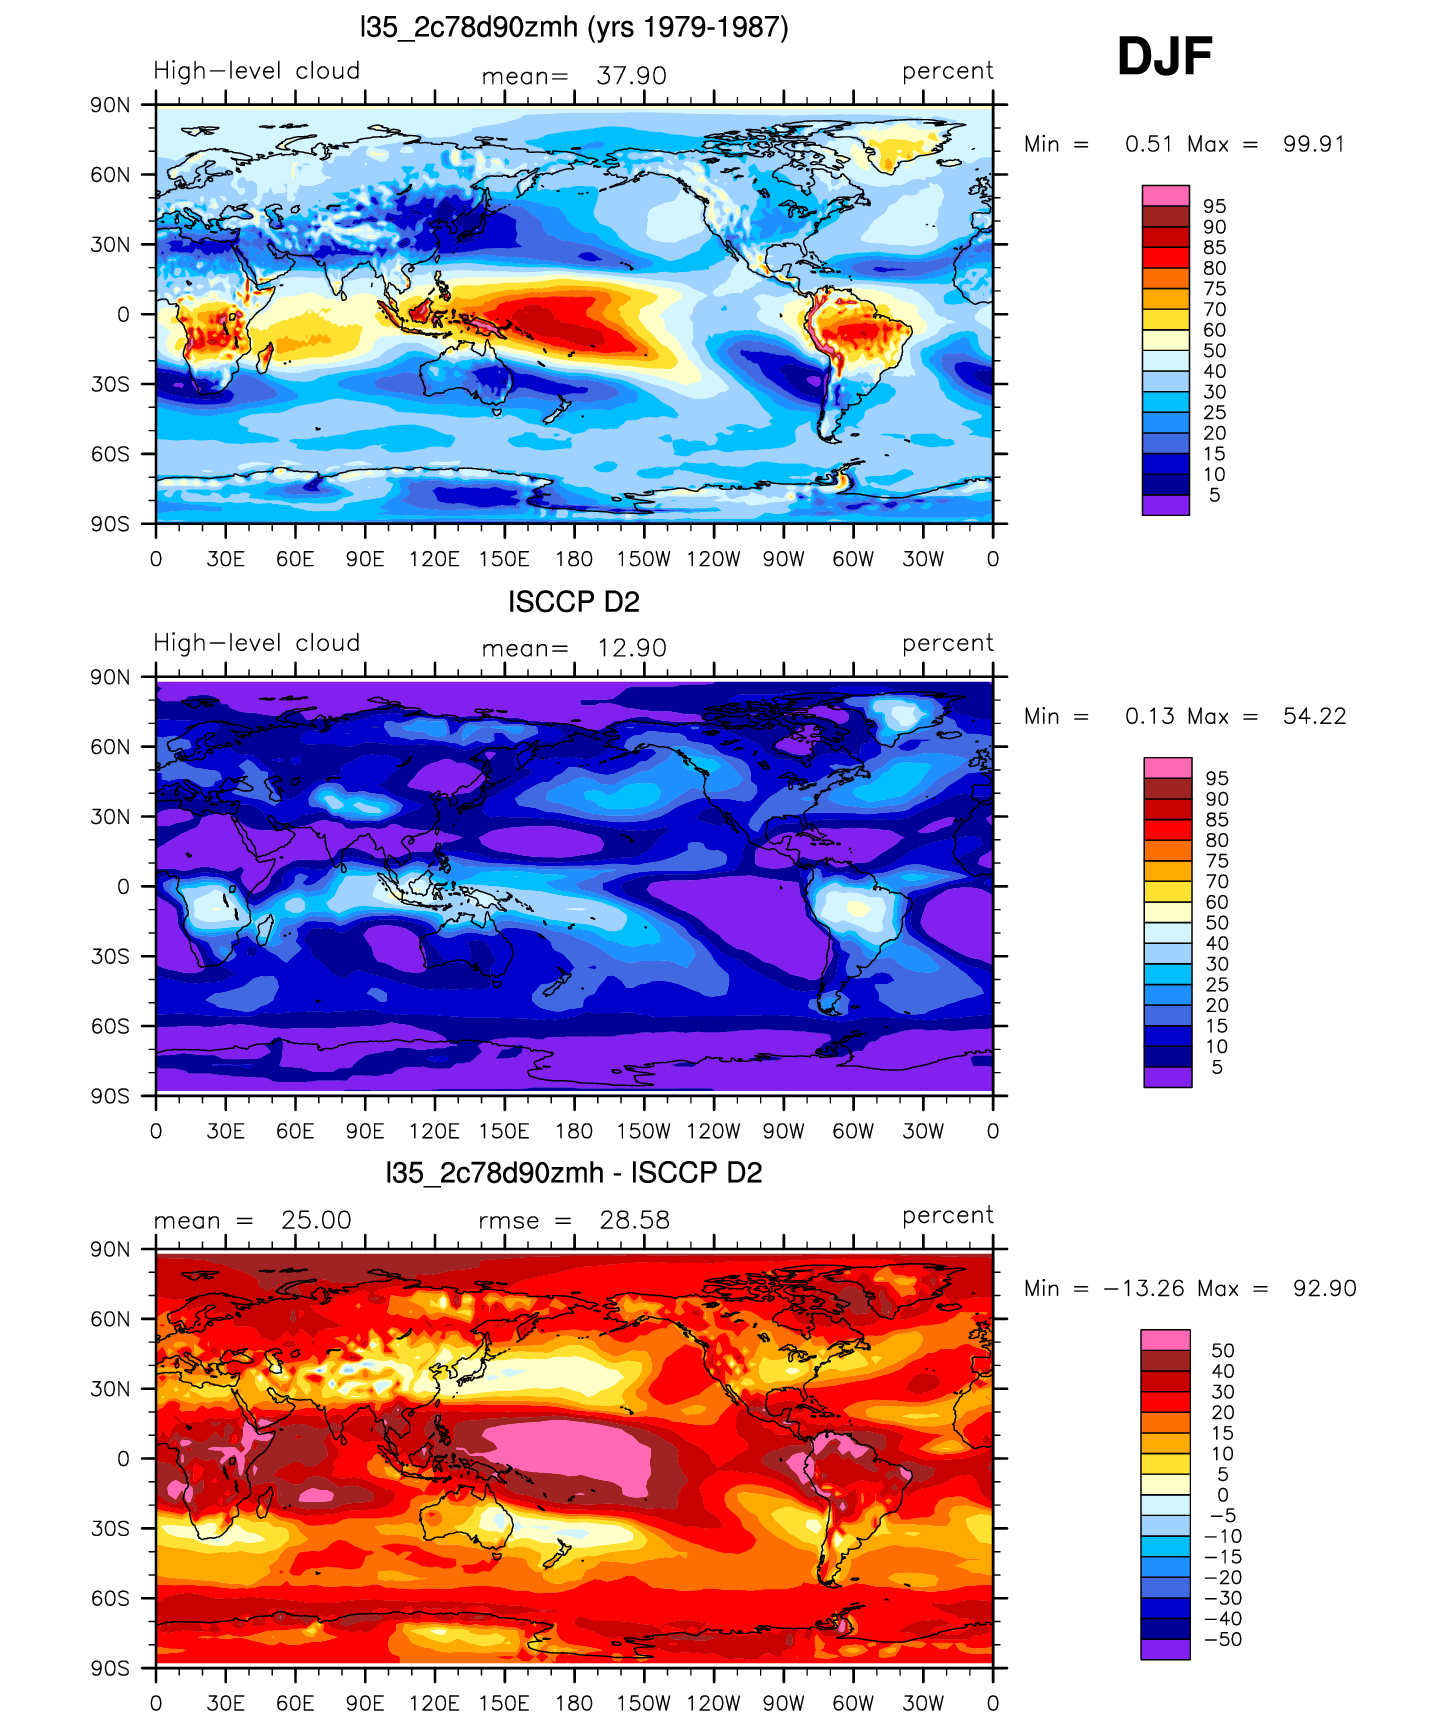 l35_2c78d90zmh (yrs 1979-1987)
DJF
High-level cloud mean= 37.90 percent
Min = 0.51 Max = 99.91
90N
60N
30N
0
30S
60S
90S
0 30E 60E 90E 120E 150E 180 150W 120W 90W 60W 30W 0
95
90
85
80
75
70
60
50
40
30
25
20
15
10
5
ISCCP D2
High-level cloud mean= 12.90 percent
Min = 0.13 Max = 54.22
90N
60N
30N
0
30S
60S
90S
0 30E 60E 90E 120E 150E 180 150W 120W 90W 60W 30W 0
95
90
85
80
75
70
60
50
40
30
25
20
15
10
5
l35_2c78d90zmh - ISCCP D2
mean = 25.00 rmse = 28.58 percent
Min = -13.26 Max = 92.90
90N
60N
30N
0
30S
60S
90S
0 30E 60E 90E 120E 150E 180 150W 120W 90W 60W 30W 0
50
40
30
20
15
10
5
0
-5
-10
-15
-20
-30
-40
-50